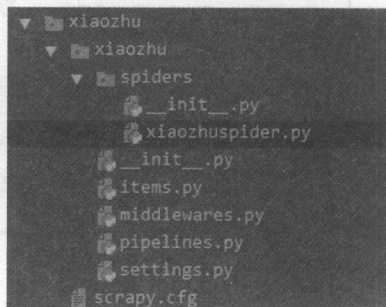 xiaozhu
xiaozhu
spiders
__init__.py
xiaozhuspider.py
__init__.py
items.py
middlewares.py
pipelines.py
settings.py
scrapy.cfg